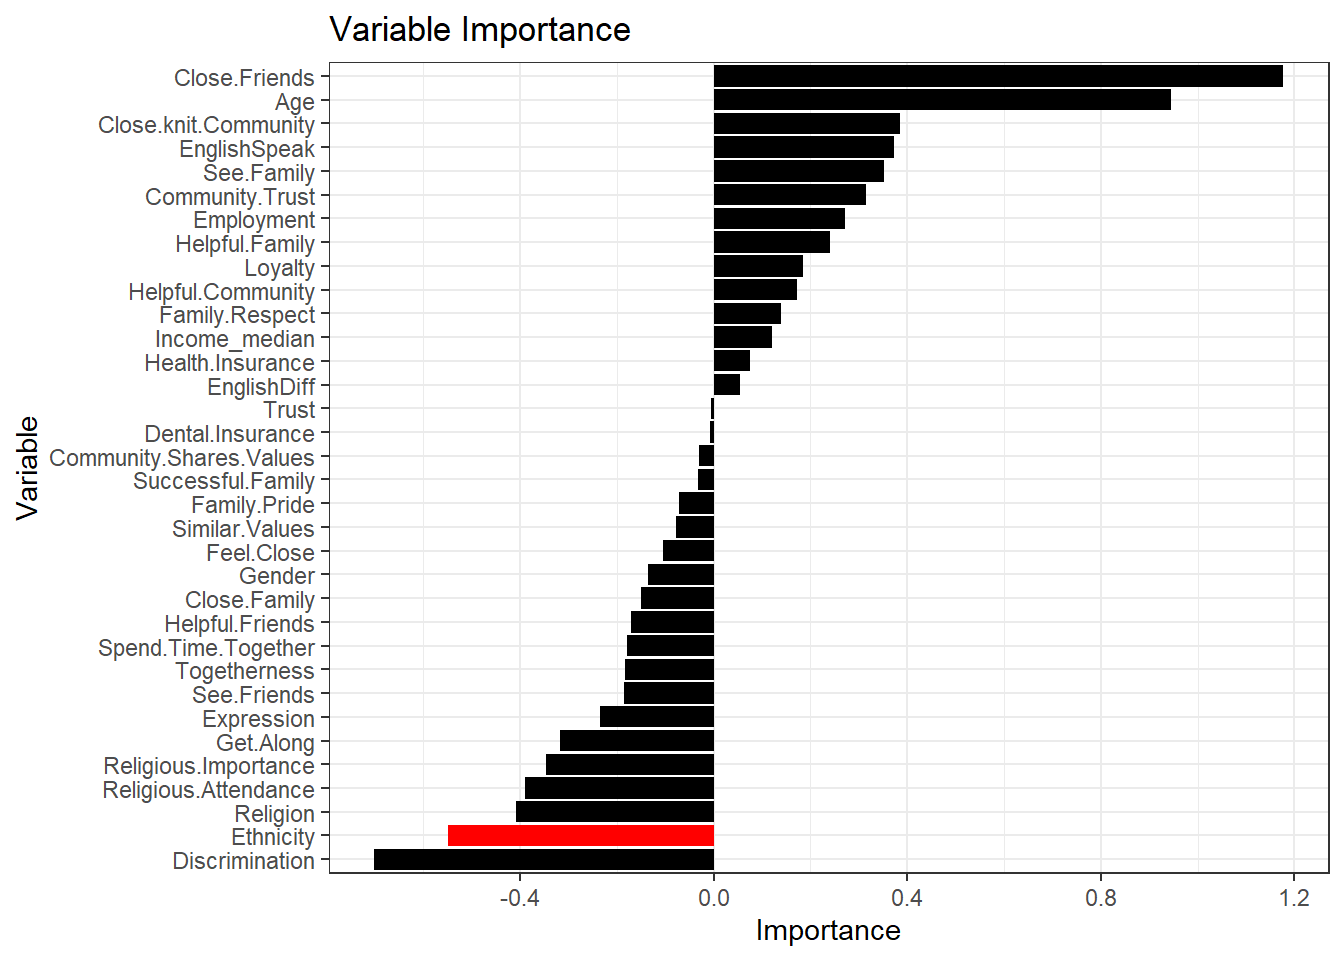 Variable Importance
Close.Friends
Age
Close.knit.Community
EnglishSpeak
See.Family
Community.Trust
Employment
Helpful.Family
Loyalty
Helpful.Community
Family.Respect
Income_median
Health.Insurance
EnglishDiff
Trust
Dental.Insurance
Community.Shares.Values
Successful.Family
Family.Pride
Similar.Values
Feel.Close
Gender
Close.Family
Helpful.Friends
Spend.Time.Together
Togetherness
See.Friends
Expression
Get.Along
Religious.Importance
Religious.Attendance
Religion
Ethnicity
Discrimination
Variable
-0.4 0.0 0.4 0.8 1.2
Importance